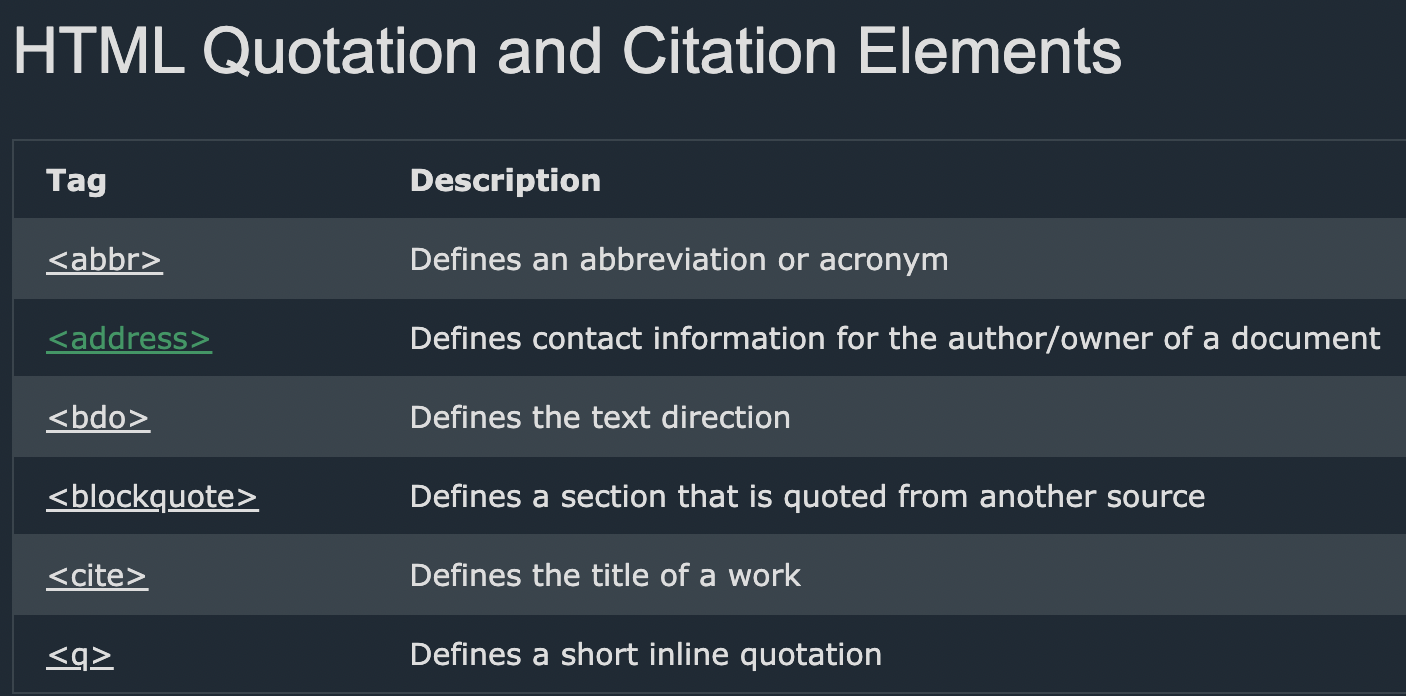 HTML Quotation and Citation Elements
Tag Description
<abbr> Defines an abbreviation or acronym
<address> Defines contact information for the author/owner of a document
<bdo> Defines the text direction
<blockquote> Defines a section that is quoted from another source
<cite> Defines the title of a work
<q> Defines a short inline quotation